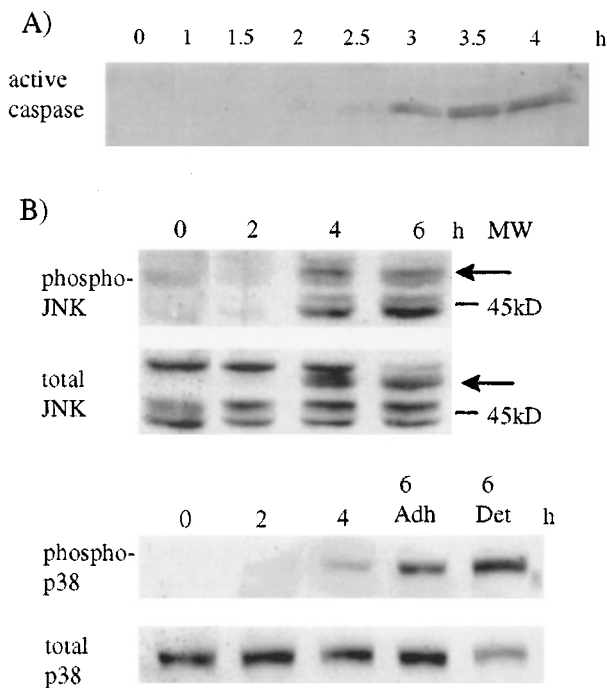 A)
0 1 1.5 2 2.5 3 3.5 4 h
active
caspase
B)
0 2 4 6 h MW
phospho-
JNK
45kD
total
JNK
45kD
6 6
0 2 4 Adh Det h
phospho-
p38
total
p38